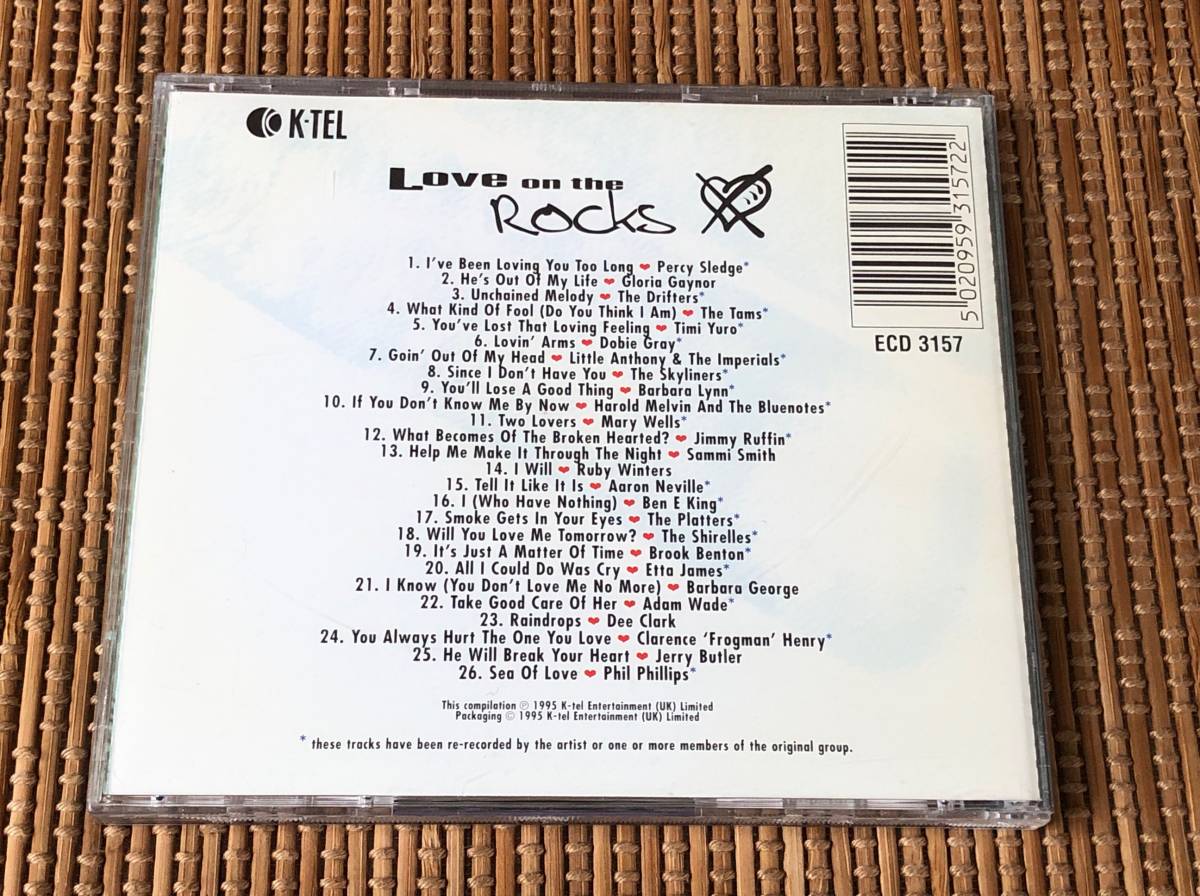 K-TEL
Love on the
Rocks
1. I've Been Loving You Too Long ❤ Percy Sledge*
2. He's Out Of My Life ❤ Gloria Gaynor
3. Unchained Melody ❤ The Drifters*
4. What Kind Of Fool (Do You Think I Am) ❤ The Tams*
5. You've Lost That Loving Feeling ❤ Timi Yuro*
6. Lovin' Arms ❤ Dobie Gray*
7. Goin' Out Of My Head ❤ Little Anthony & The Imperials*
8. Since I Don't Have You ❤ The Skyliners*
9. You'll Lose A Good Thing ❤ Barbara Lynn*
10. If You Don't Know Me By Now ❤ Harold Melvin And The Bluenotes*
11. Two Lovers ❤ Mary Wells*
12. What Becomes Of The Broken Hearted? ❤ Jimmy Ruffin*
13. Help Me Make It Through The Night ❤ Sammi Smith
14. I Will ❤ Ruby Winters
15. Tell It Like It Is ❤ Aaron Neville*
16. I (Who Have Nothing) ❤ Ben E King*
17. Smoke Gets In Your Eyes ❤ The Platters*
18. Will You Love Me Tomorrow? ❤ The Shirelles*
19. It's Just A Matter Of Time ❤ Brook Benton*
20. All I Could Do Was Cry ❤ Etta James*
21. I Know (You Don't Love Me No More) ❤ Barbara George
22. Take Good Care Of Her ❤ Adam Wade*
23. Raindrops ❤ Dee Clark
24. You Always Hurt The One You Love ❤ Clarence 'Frogman' Henry*
25. He Will Break Your Heart ❤ Jerry Butler
26. Sea Of Love ❤ Phil Phillips*
This compilation ℗ 1995 K-tel Entertainment (UK) Limited
Packaging © 1995 K-tel Entertainment (UK) Limited
* these tracks have been re-recorded by the artist or one or more members of the original group.
5 020959 315722
ECD 3157